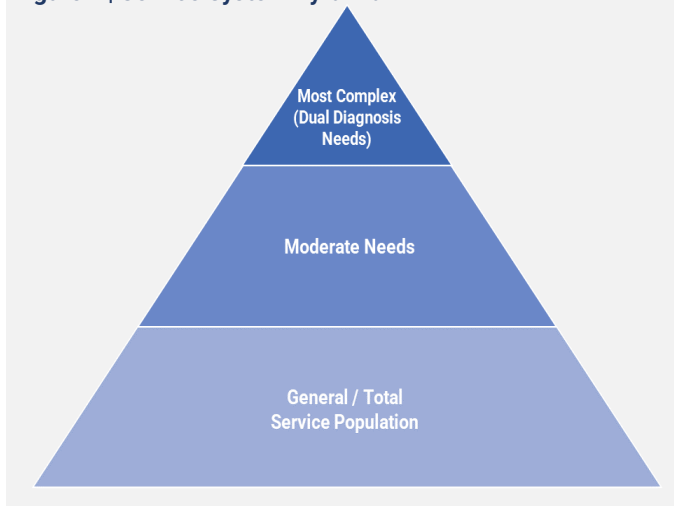 Most Complex
(Dual Diagnosis
Needs)
Moderate Needs
General / Total
Service Population